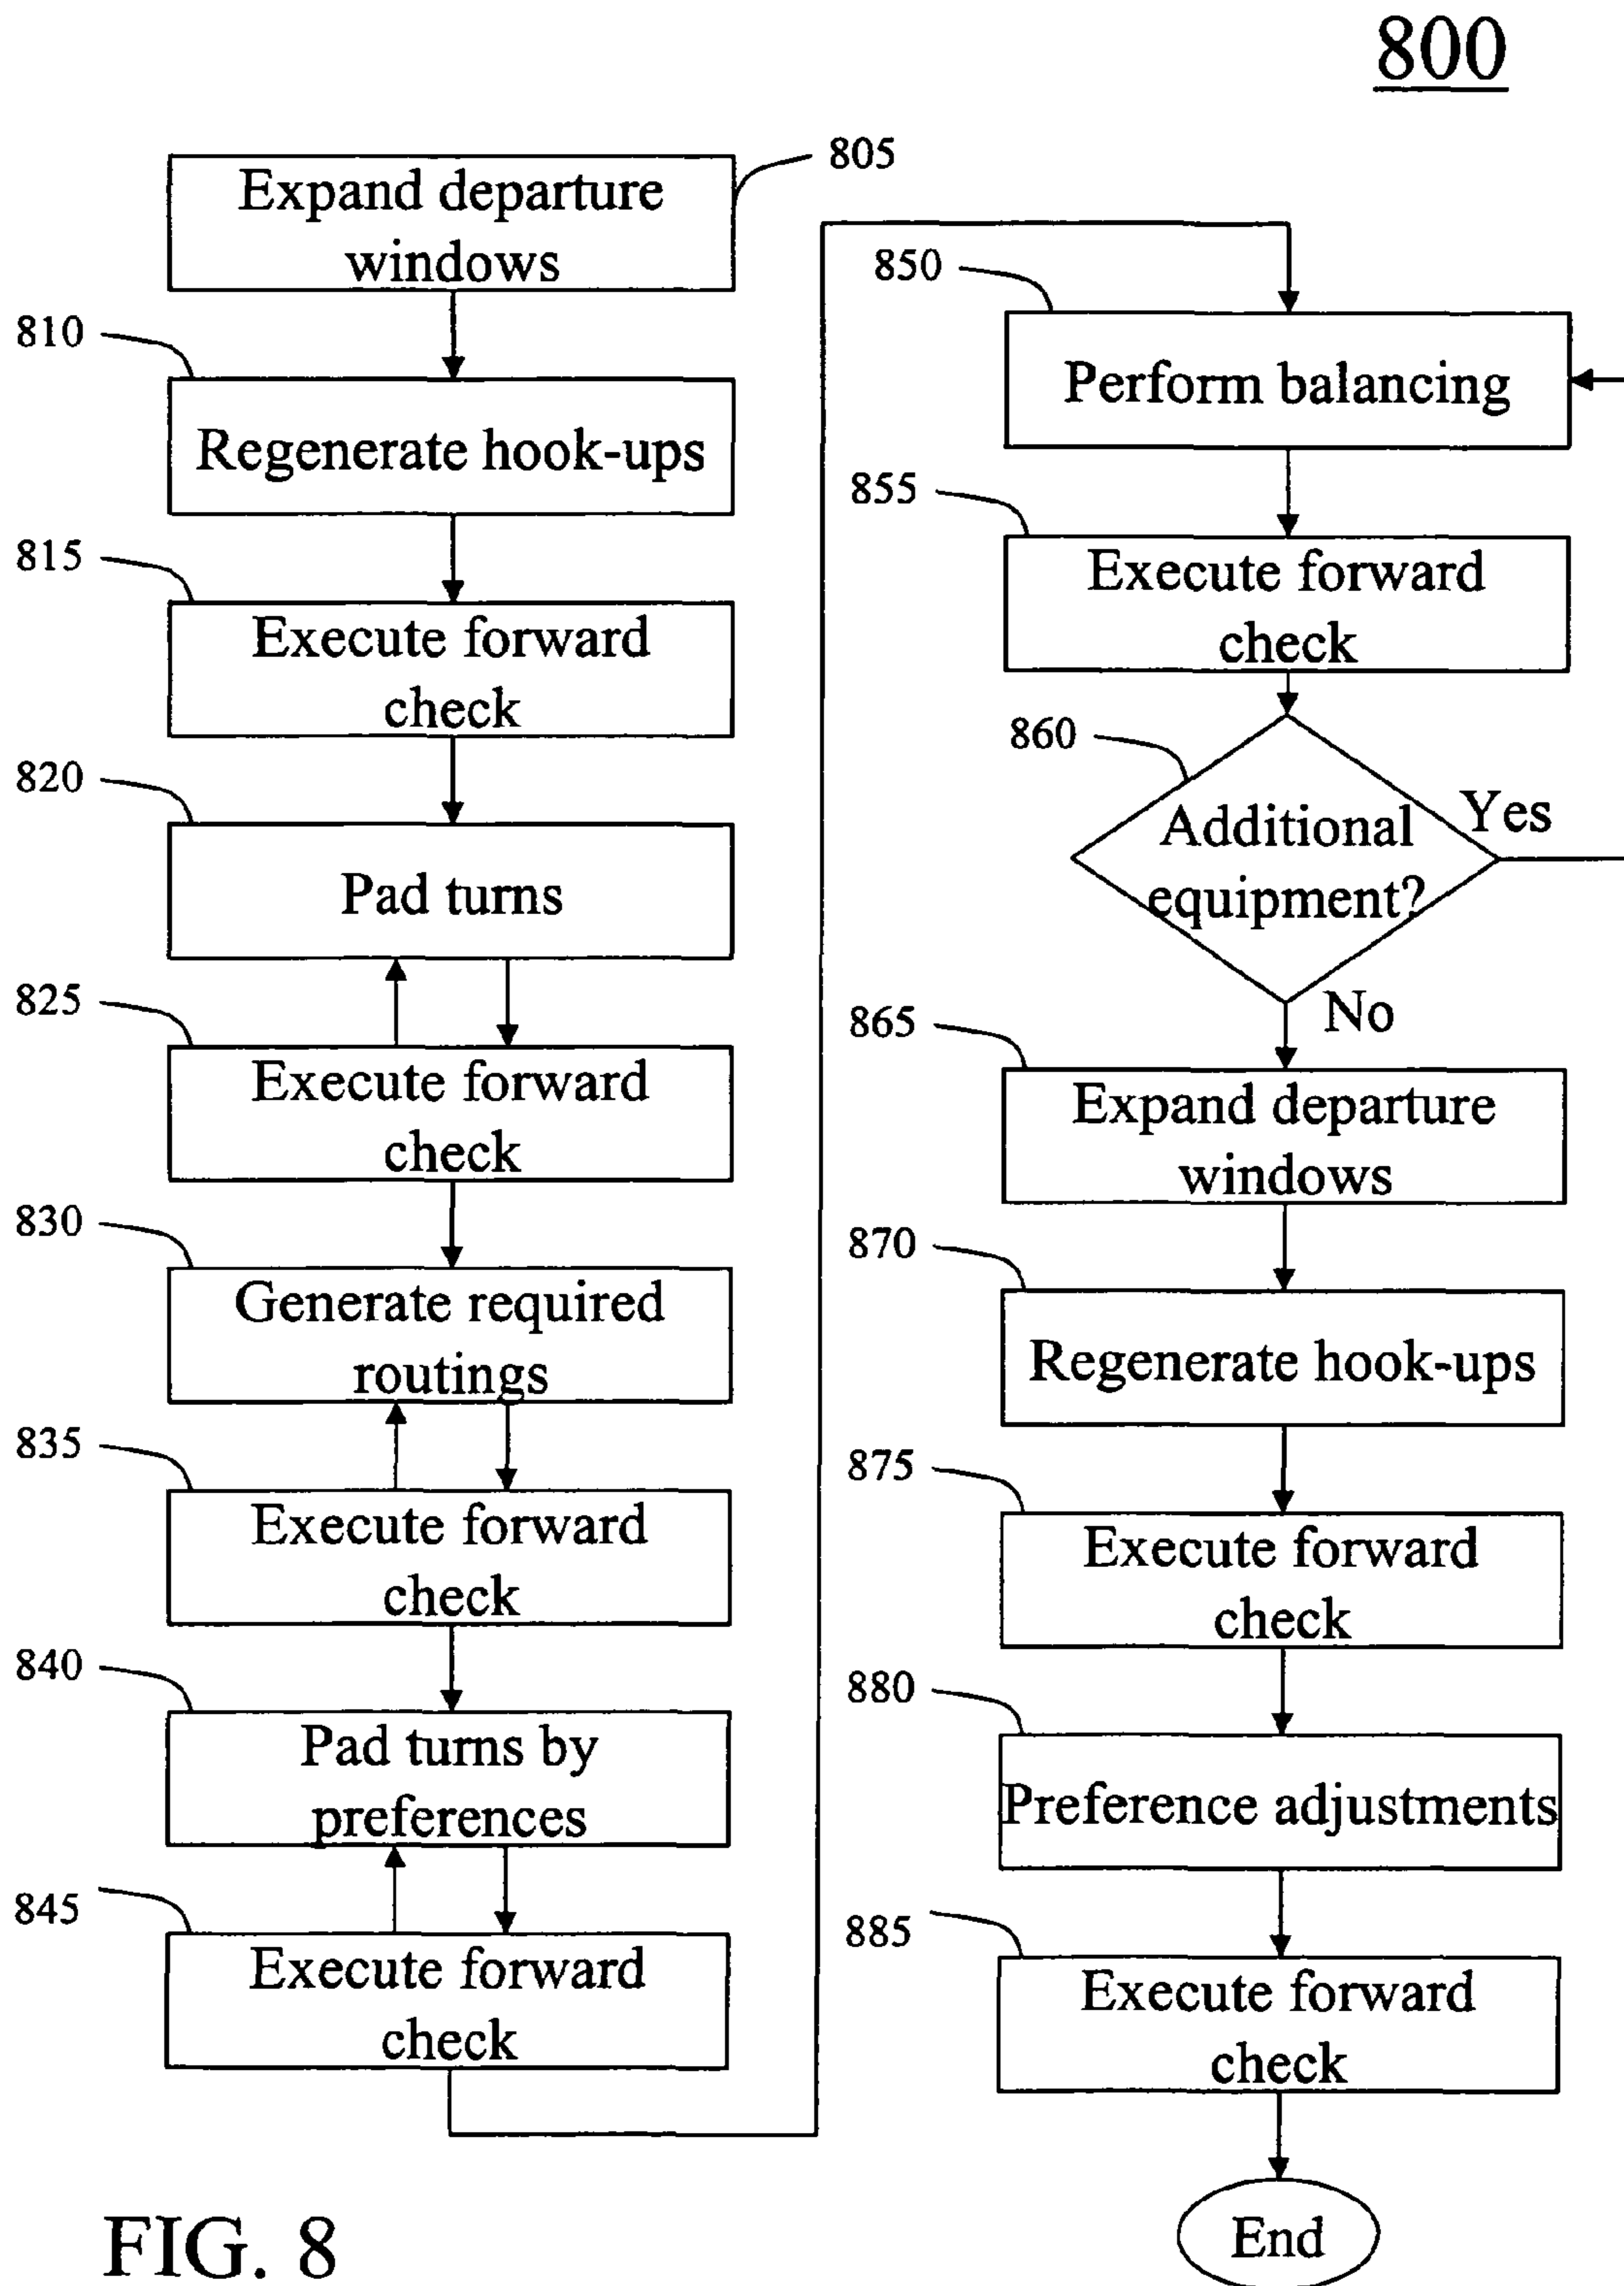 800
805
Expand departure
windows
810
Regenerate hook-ups
815
Execute forward
check
820
Pad turns
825
Execute forward
check
830
Generate required
routings
835
Execute forward
check
840
Pad turns by
preferences
845
Execute forward
check
850
Perform balancing
855
Execute forward
check
860
Additional
equipment?
Yes
No
865
Expand departure
windows
870
Regenerate hook-ups
875
Execute forward
check
880
Preference adjustments
885
Execute forward
check
End
FIG. 8